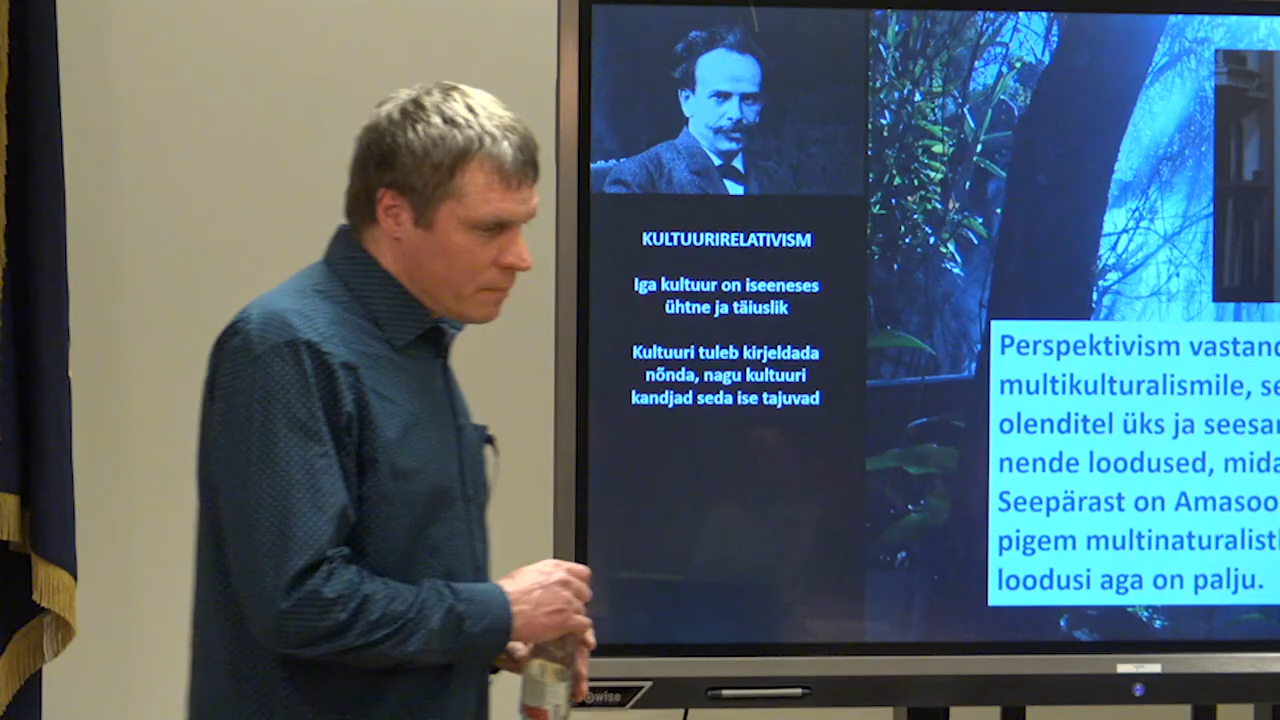 KULTUURIRELATIVISM
Iga kultuur on iseeneses
ühtne ja täiuslik
Kultuuri tuleb kirjeldada
nõnda, nagu kultuuri
kandjad seda ise tajuvad
Perspektivism
multikulturalismile,
olenditel üks ja
nende loodused,
Seepärast on
pigem
loodusi aga on palju.
wise